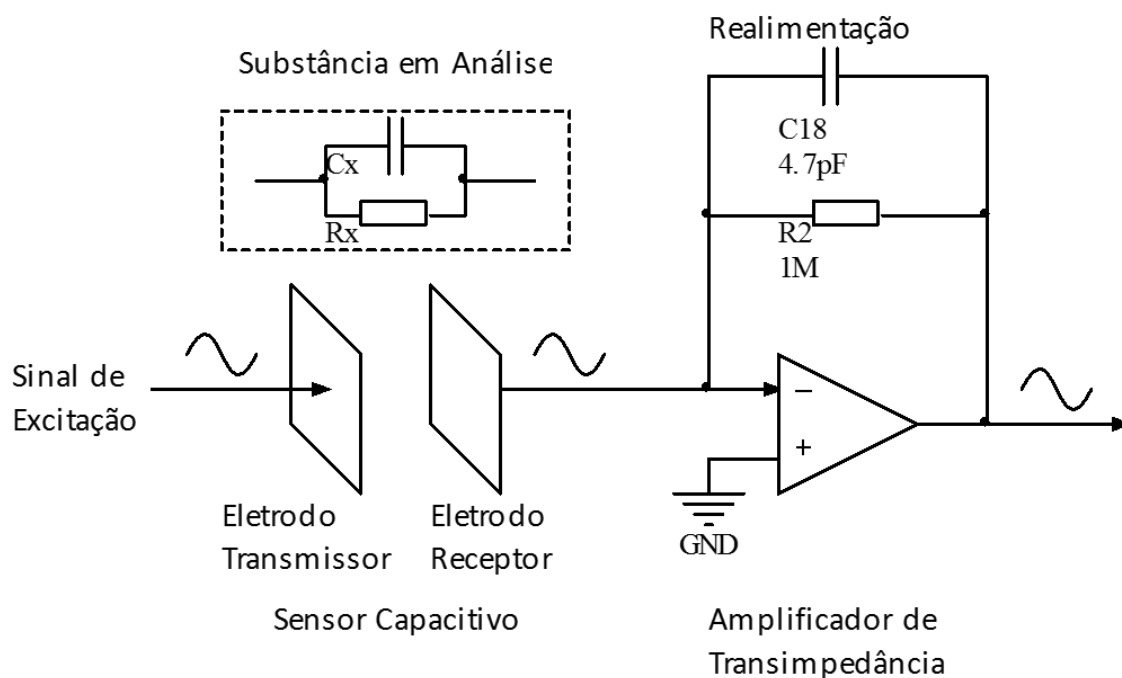 Realimentação
Substância em Análise
C18
4.7pF
Cx
Rx
R2
1M
Sinal de
Excitação
−
+
GND
Eletrodo
Transmissor
Eletrodo
Receptor
Sensor Capacitivo
Amplificador de
Transimpedância